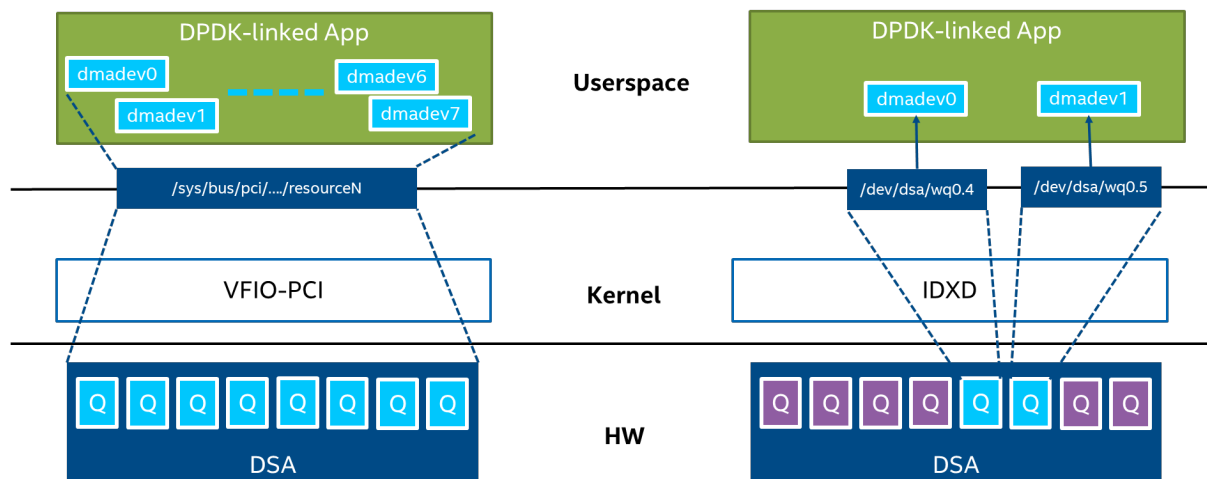 DPDK-linked App
dmadev0
dmadev6
dmadev1
dmadev7
/sys/bus/pci/..../resourceN
VFIO-PCI
Q Q Q Q Q Q Q Q
DSA
Userspace
Kernel
HW
DPDK-linked App
dmadev0
dmadev1
/dev/dsa/wq0.4
/dev/dsa/wq0.5
IDXD
Q Q Q Q Q Q Q Q
DSA